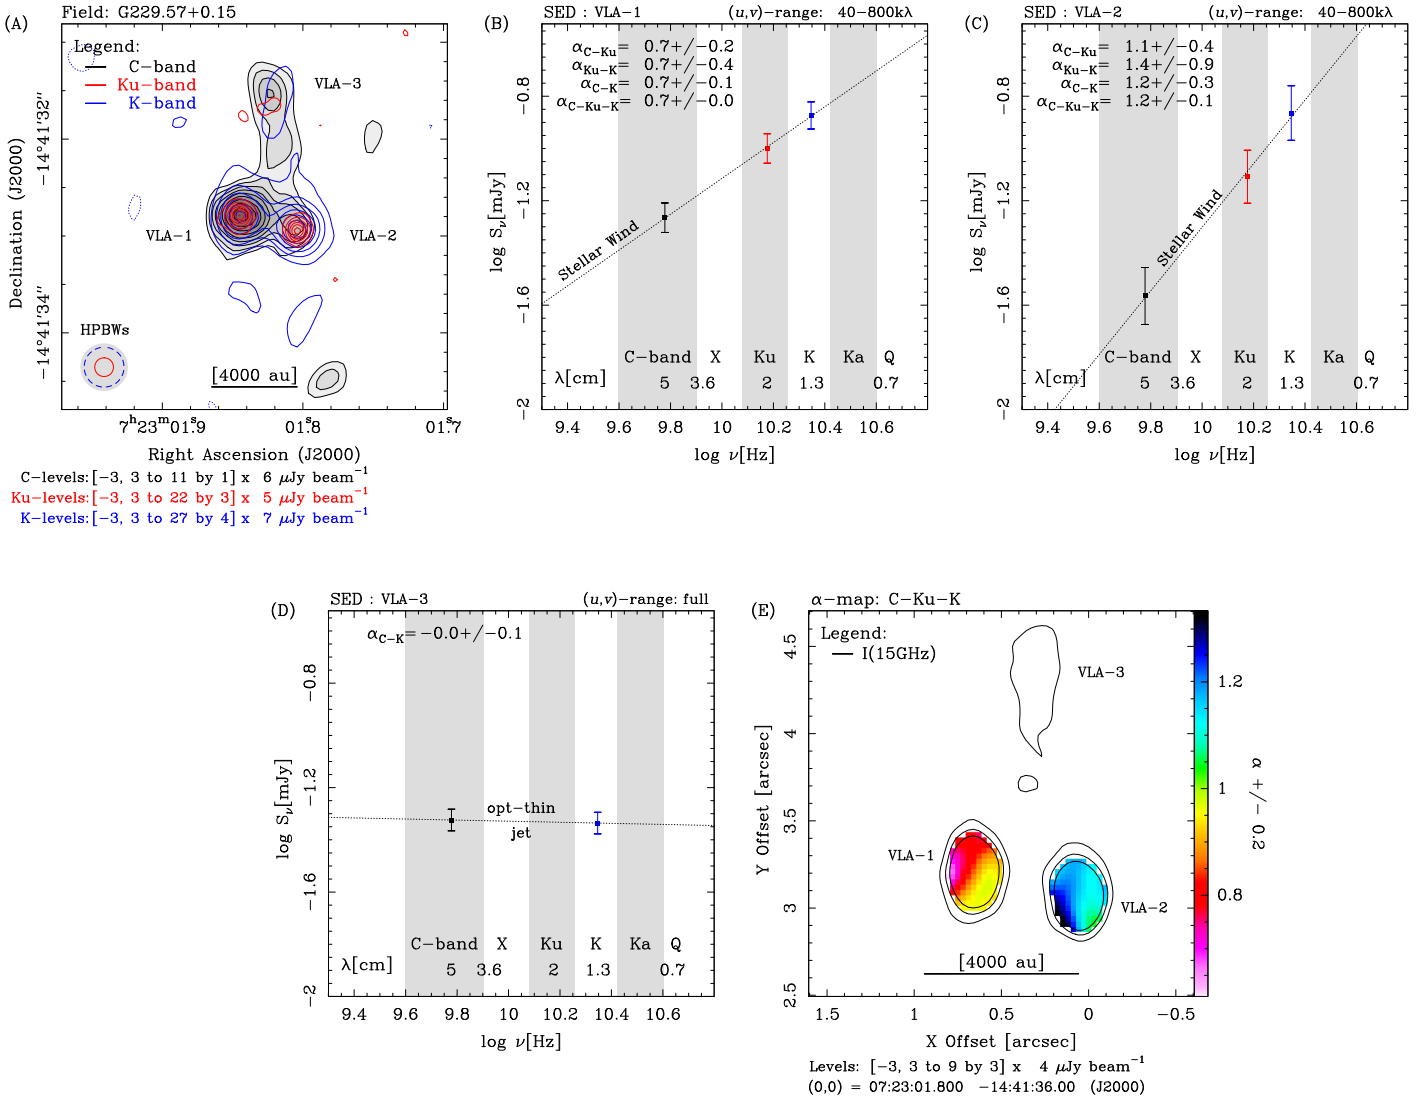 (A)
Field: G229.57+0.15
Legend:
C−band
Ku−band
K−band
VLA−3
VLA−1
VLA−2
HPBWs
[4000 au]
Declination (J2000)
−14°41′32″
−14°41′34″
7h23m01.s9
01.s8
01.s7
Right Ascension (J2000)
C−levels:[−3, 3 to 11 by 1] x 6 μJy beam−1
Ku−levels:[−3, 3 to 22 by 3] x 5 μJy beam−1
K−levels:[−3, 3 to 27 by 4] x 7 μJy beam−1
(B)
SED : VLA−1 (u,v)−range: 40−800kλ
αC−Ku= 0.7+/−0.2
αKu−K= 0.7+/−0.4
αC−K= 0.7+/−0.1
αC−Ku−K= 0.7+/−0.0
Stellar Wind
log Sν[mJy]
−0.8
−1.2
−1.6
−2
C−band X Ku K Ka Q
λ[cm] 5 3.6 2 1.3 0.7
9.4 9.6 9.8 10 10.2 10.4 10.6
log ν[Hz]
(C)
SED : VLA−2 (u,v)−range: 40−800kλ
αC−Ku= 1.1+/−0.4
αKu−K= 1.4+/−0.9
αC−K= 1.2+/−0.3
αC−Ku−K= 1.2+/−0.1
Stellar Wind
log Sν[mJy]
−0.8
−1.2
−1.6
−2
C−band X Ku K Ka Q
λ[cm] 5 3.6 2 1.3 0.7
9.4 9.6 9.8 10 10.2 10.4 10.6
log ν[Hz]
(D)
SED : VLA−3 (u,v)−range: full
αC−K=−0.0+/−0.1
opt−thin
jet
log Sν[mJy]
−0.8
−1.2
−1.6
−2
C−band X Ku K Ka Q
λ[cm] 5 3.6 2 1.3 0.7
9.4 9.6 9.8 10 10.2 10.4 10.6
log ν[Hz]
(E)
α−map: C−Ku−K
Legend:
I(15GHz)
VLA−3
VLA−1
VLA−2
[4000 au]
Y Offset [arcsec]
4.5
4
3.5
3
2.5
1.5 1 0.5 0 −0.5
X Offset [arcsec]
1.2
1
0.8
α +/− 0.2
Levels: [−3, 3 to 9 by 3] x 4 μJy beam−1
(0,0) = 07:23:01.800 −14:41:36.00 (J2000)